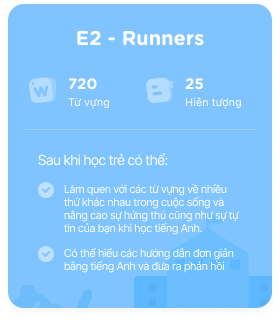 E2 - Runners
720
Từ vựng
25
Hiên tượng
Sau khi học trẻ có thể:
Làm quen với các từ vựng về nhiều
thứ khác nhau trong cuộc sống và
nâng cao sự hứng thú cũng như sự tự
tin của bạn khi học tiếng Anh.
Có thể hiểu các hướng dẫn đơn giản
bằng tiếng Anh và đưa ra phản hồi